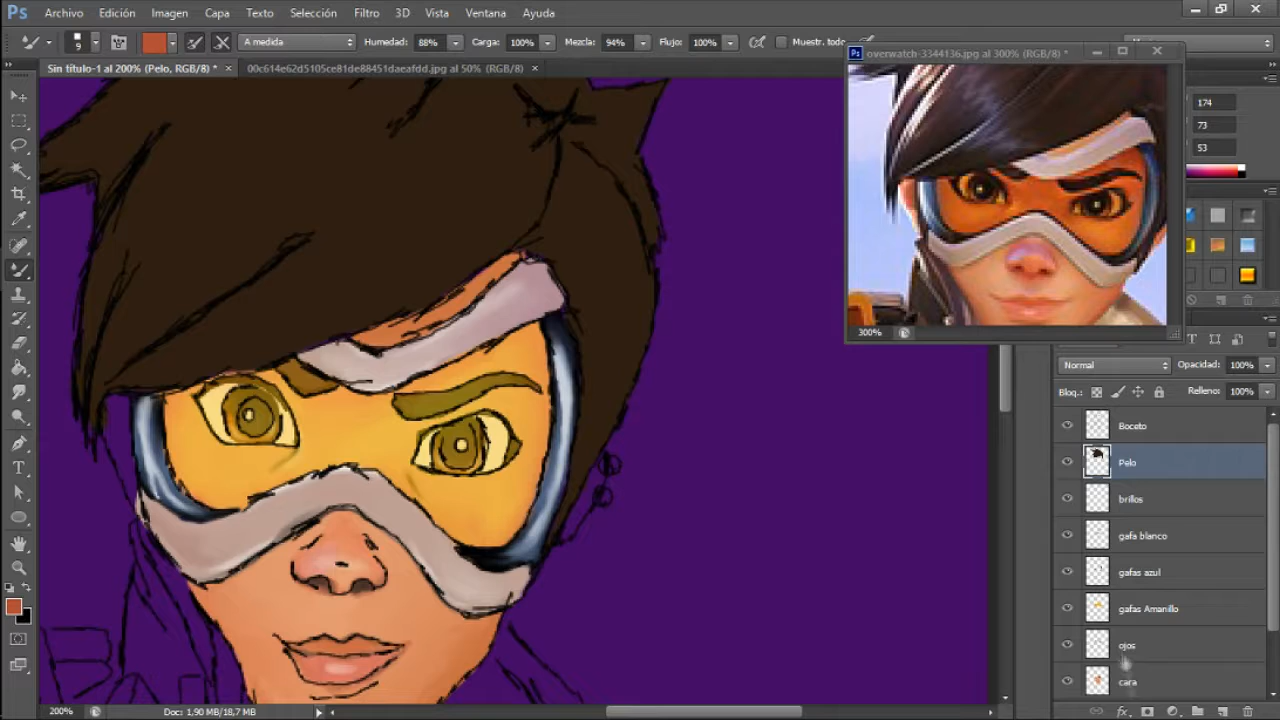 Ps Archivo Edición Imagen Capa Texto Selección Filtro 3D Vista Ventana Ayuda
9 A medida Humedad: 88% Carga: 100% Mezcla: 94% Flujo: 100% Muestr. todo
Sin título-1 al 200% (Pelo, RGB/8) * × 00c614e62d5105ce81de88451daeafdd.jpg al 50% (RGB/8) ×
overwatch-3344136.jpg al 300% (RGB/8) *
174
73
53
300%
Normal Opacidad: 100%
Bloq.: Relleno: 100%
Boceto
Pelo
brillos
gafa blanco
gafas azul
gafas Amarillo
ojos
cara
200% Doc: 1,90 MB/18,7 MB